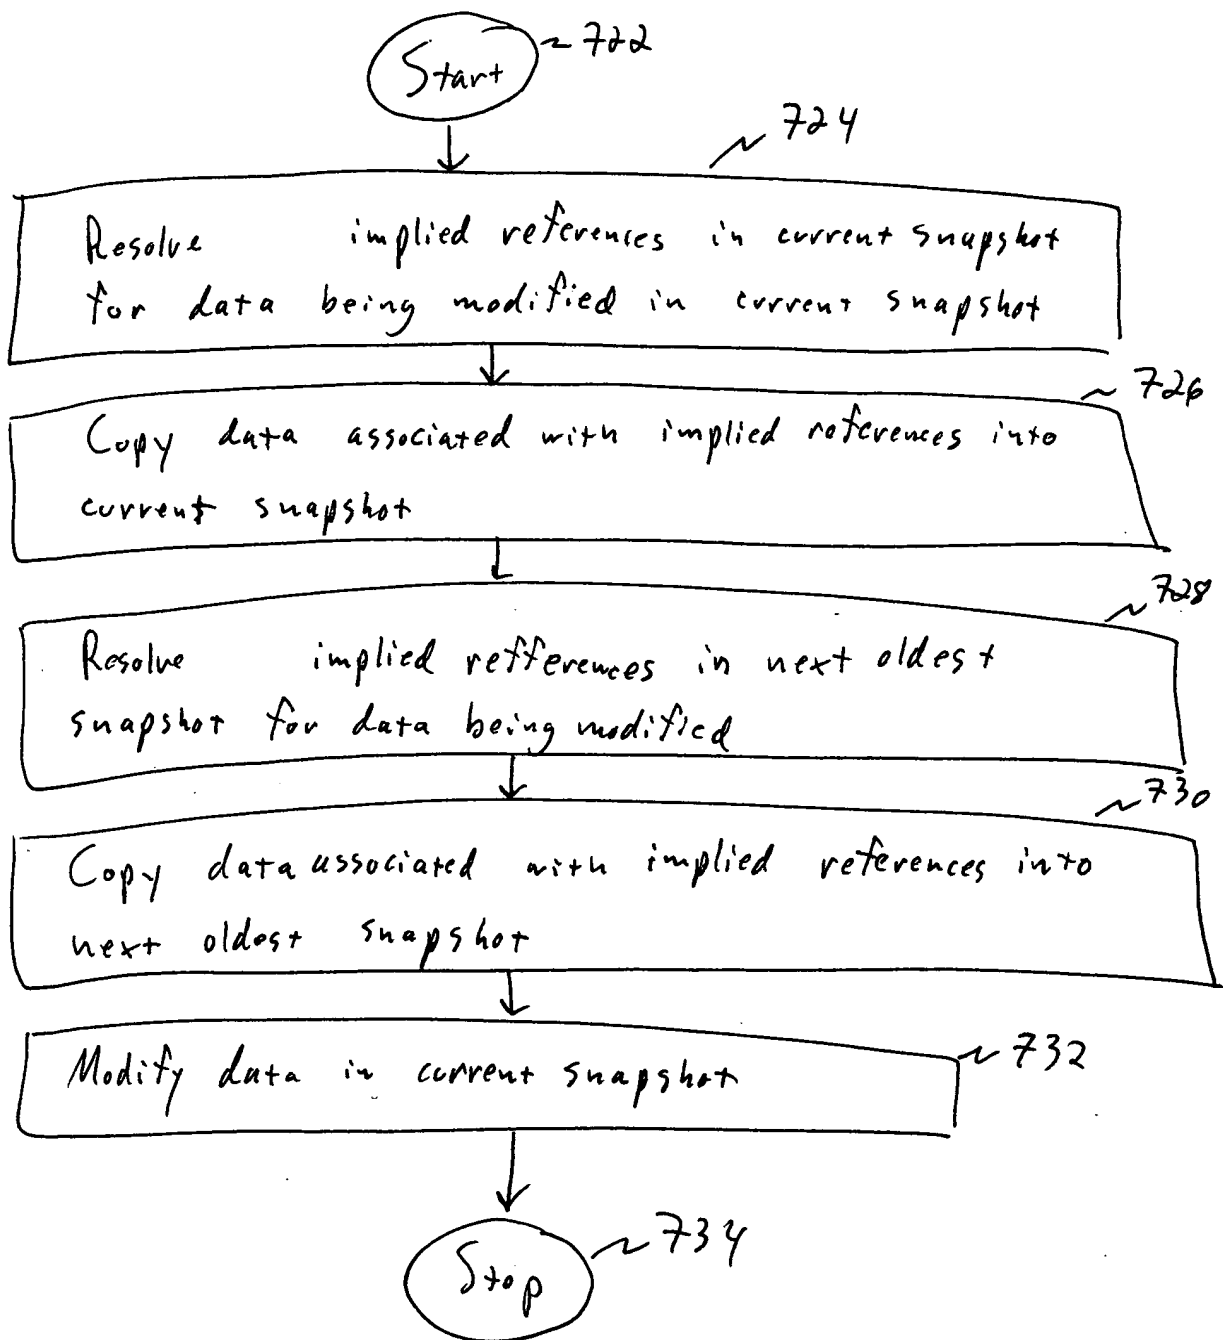 Start
722
724
Resolve implied references in current snapshot
for data being modified in current snapshot
726
Copy data associated with implied references into
current snapshot
728
Resolve implied refferences in next oldest
snapshot for data being modified
730
Copy data associated with implied references into
next oldest snapshot
Modify data in current snapshot
732
Stop
734